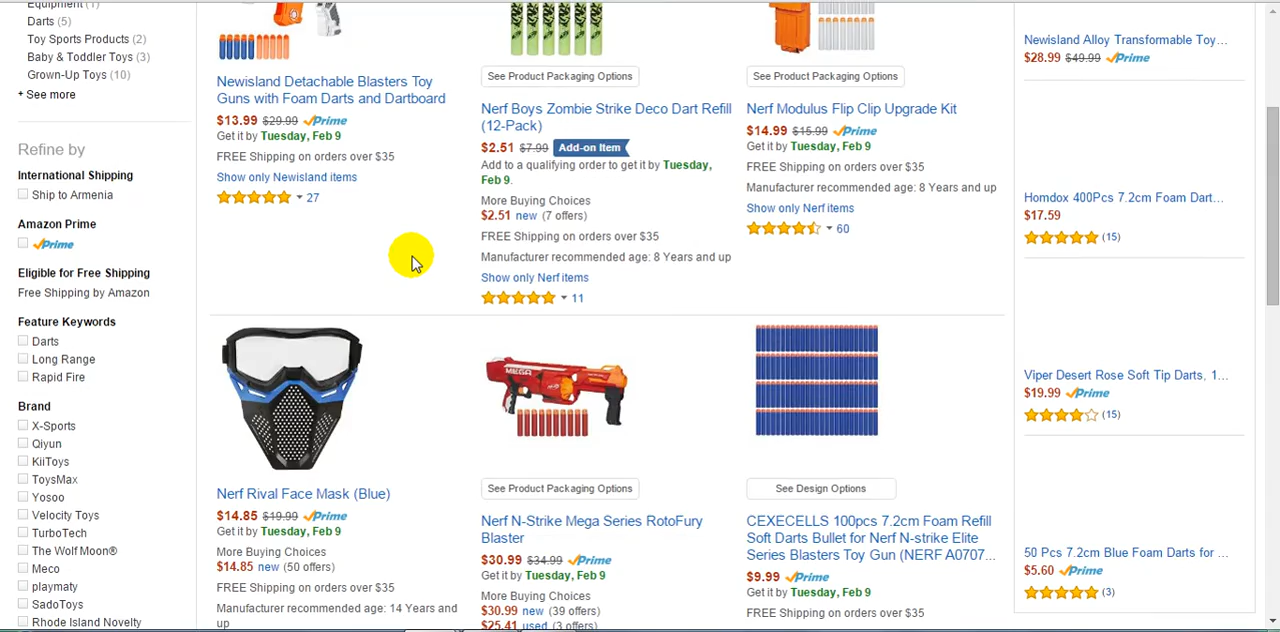 Equipment (1)
Darts (5)
Toy Sports Products (2)
Baby & Toddler Toys (3)
Grown-Up Toys (10)
+ See more
Refine by
International Shipping
Ship to Armenia
Amazon Prime
Prime
Eligible for Free Shipping
Free Shipping by Amazon
Feature Keywords
Darts
Long Range
Rapid Fire
Brand
X-Sports
Qiyun
KiiToys
ToysMax
Yosoo
Velocity Toys
TurboTech
The Wolf Moon®
Meco
playmaty
SadoToys
Rhode Island Novelty
Newisland Detachable Blasters Toy
Guns with Foam Darts and Dartboard
$13.99 $29.99 Prime
Get it by Tuesday, Feb 9
FREE Shipping on orders over $35
Show only Newisland items
27
See Product Packaging Options
Nerf Boys Zombie Strike Deco Dart Refill
(12-Pack)
$2.51 $7.99 Add-on Item
Add to a qualifying order to get it by Tuesday,
Feb 9.
More Buying Choices
$2.51 new (7 offers)
FREE Shipping on orders over $35
Manufacturer recommended age: 8 Years and up
Show only Nerf items
11
See Product Packaging Options
Nerf Modulus Flip Clip Upgrade Kit
$14.99 $15.99 Prime
Get it by Tuesday, Feb 9
FREE Shipping on orders over $35
Manufacturer recommended age: 8 Years and up
Show only Nerf items
60
Nerf Rival Face Mask (Blue)
$14.85 $19.99 Prime
Get it by Tuesday, Feb 9
More Buying Choices
$14.85 new (50 offers)
FREE Shipping on orders over $35
Manufacturer recommended age: 14 Years and
up
MEGA
See Product Packaging Options
Nerf N-Strike Mega Series RotoFury
Blaster
$30.99 $34.99 Prime
Get it by Tuesday, Feb 9
More Buying Choices
$30.99 new (39 offers)
$25.41 used (3 offers)
See Design Options
CEXECELLS 100pcs 7.2cm Foam Refill
Soft Darts Bullet for Nerf N-strike Elite
Series Blasters Toy Gun (NERF A0707...
$9.99 Prime
Get it by Tuesday, Feb 9
FREE Shipping on orders over $35
Newisland Alloy Transformable Toy...
$28.99 $49.99 Prime
Homdox 400Pcs 7.2cm Foam Dart...
$17.59
(15)
Viper Desert Rose Soft Tip Darts, 1...
$19.99 Prime
(15)
50 Pcs 7.2cm Blue Foam Darts for ...
$5.60 Prime
(3)